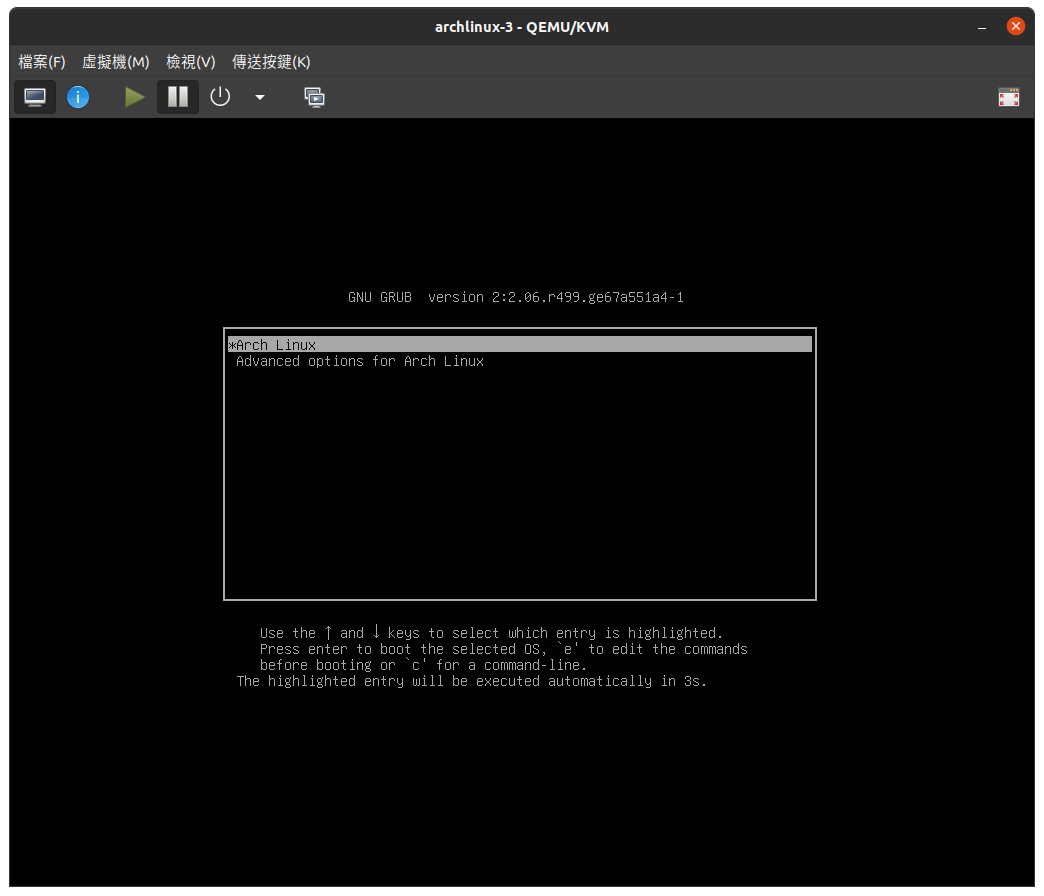 archlinux-3 - QEMU/KVM
檔案(F) 虛擬機(M) 檢視(V) 傳送按鍵(K)
GNU GRUB  version 2:2.06.r499.ge67a551a4-1
*Arch Linux
Advanced options for Arch Linux
Use the ↑ and ↓ keys to select which entry is highlighted.
Press enter to boot the selected OS, `e' to edit the commands
before booting or `c' for a command-line.
The highlighted entry will be executed automatically in 3s.